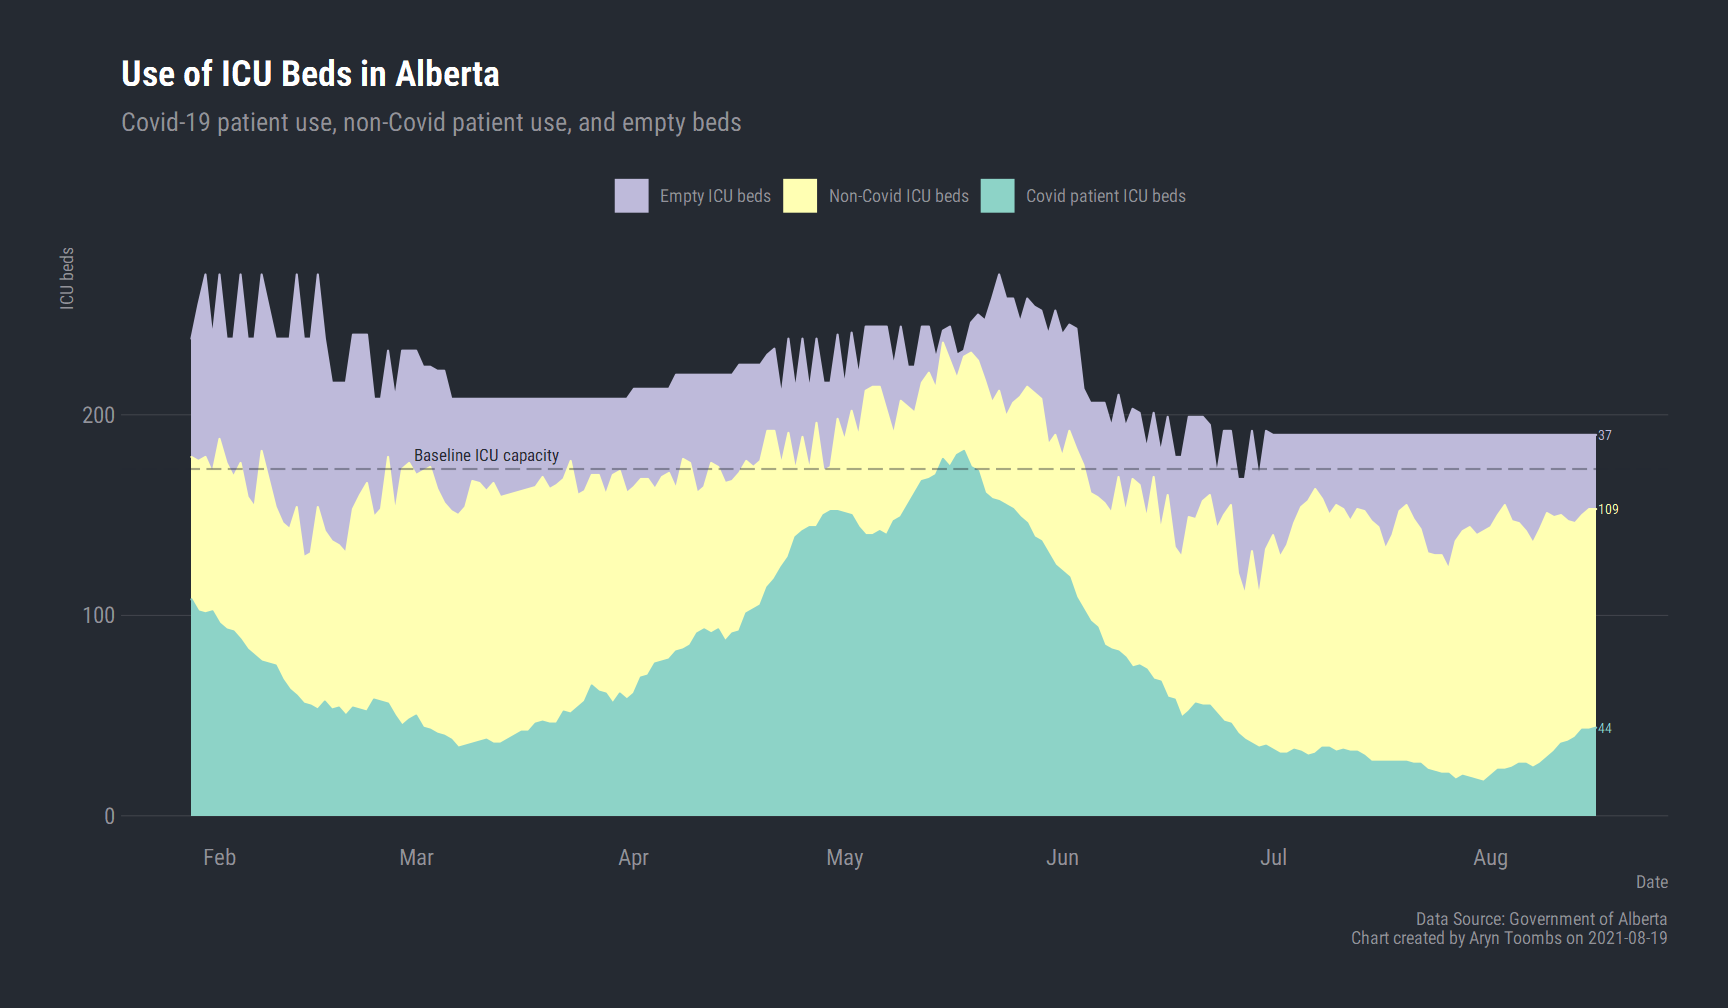 Use of ICU Beds in Alberta
Covid-19 patient use, non-Covid patient use, and empty beds
Empty ICU beds
Non-Covid ICU beds
Covid patient ICU beds
ICU beds
200
100
0
Baseline ICU capacity
37
109
44
Feb
Mar
Apr
May
Jun
Jul
Aug
Date
Data Source: Government of Alberta
Chart created by Aryn Toombs on 2021-08-19